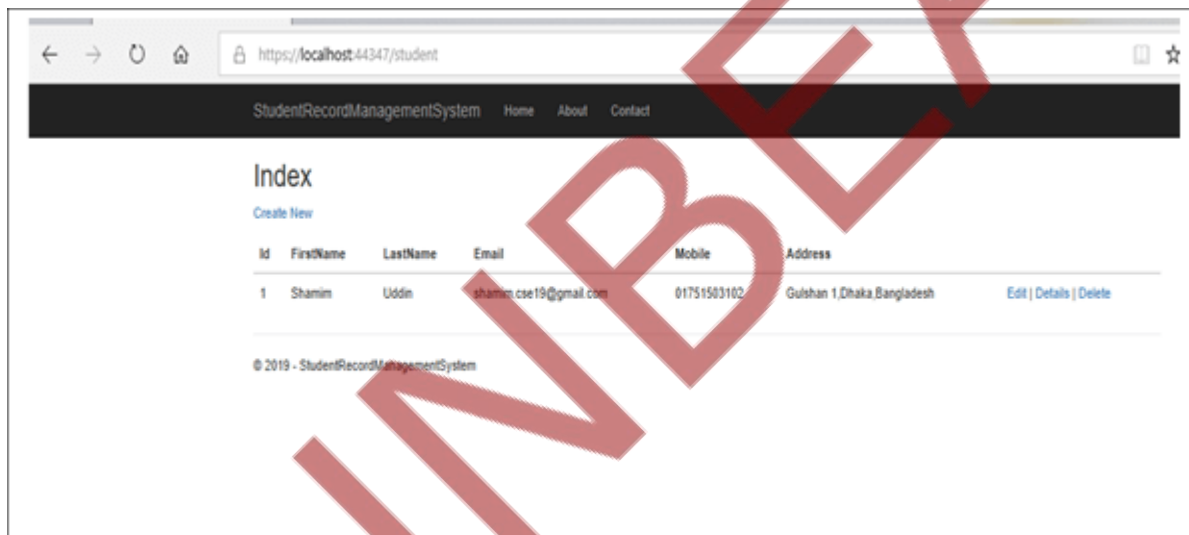 https://localhost:44347/student
StudentRecordManagementSystem Home About Contact
Index
Create New
Id FirstName LastName Email Mobile Address
1 Shamim Uddin shamim.cse19@gmail.com 01751503102 Gulshan 1,Dhaka,Bangladesh Edit | Details | Delete
© 2019 - StudentRecordManagementSystem
INBEX